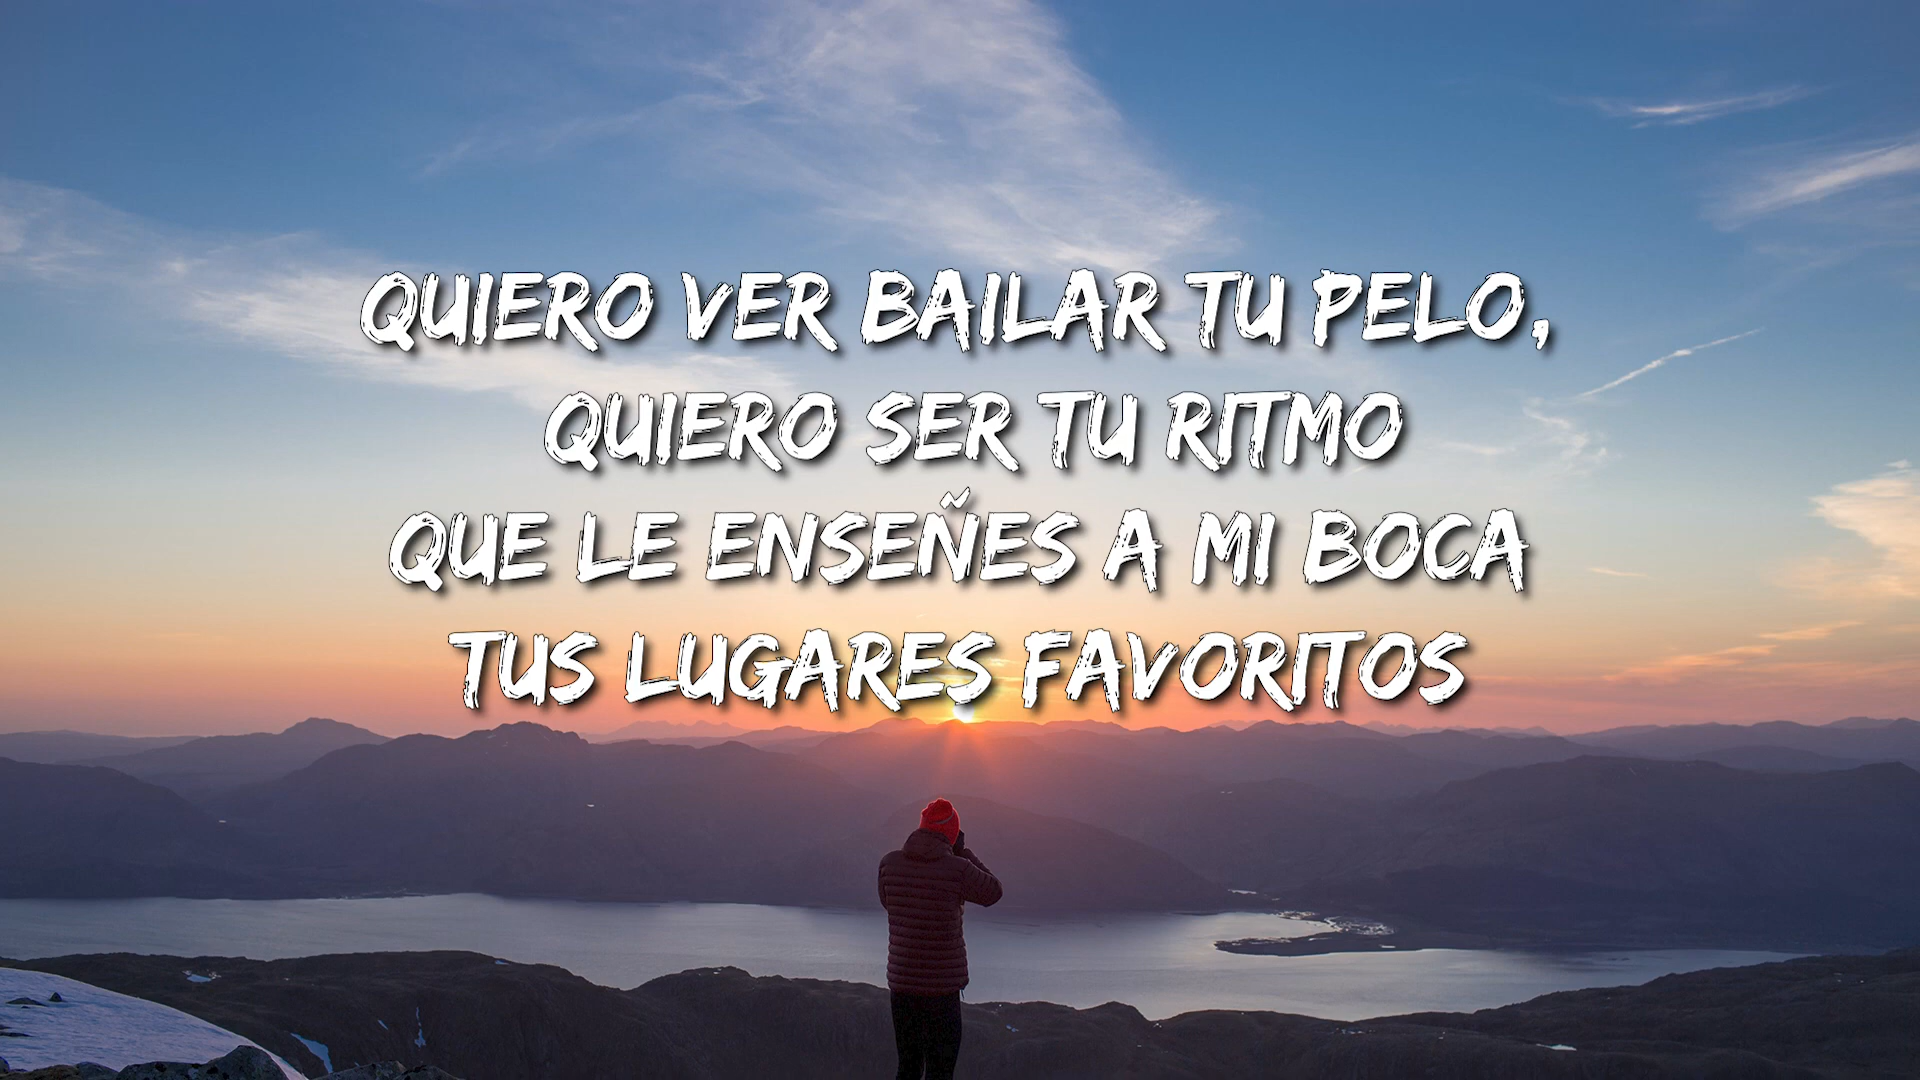 QUIERO VER BAILAR TU PELO,
QUIERO SER TU RITMO
QUE LE ENSEÑES A MI BOCA
TUS LUGARES FAVORITOS